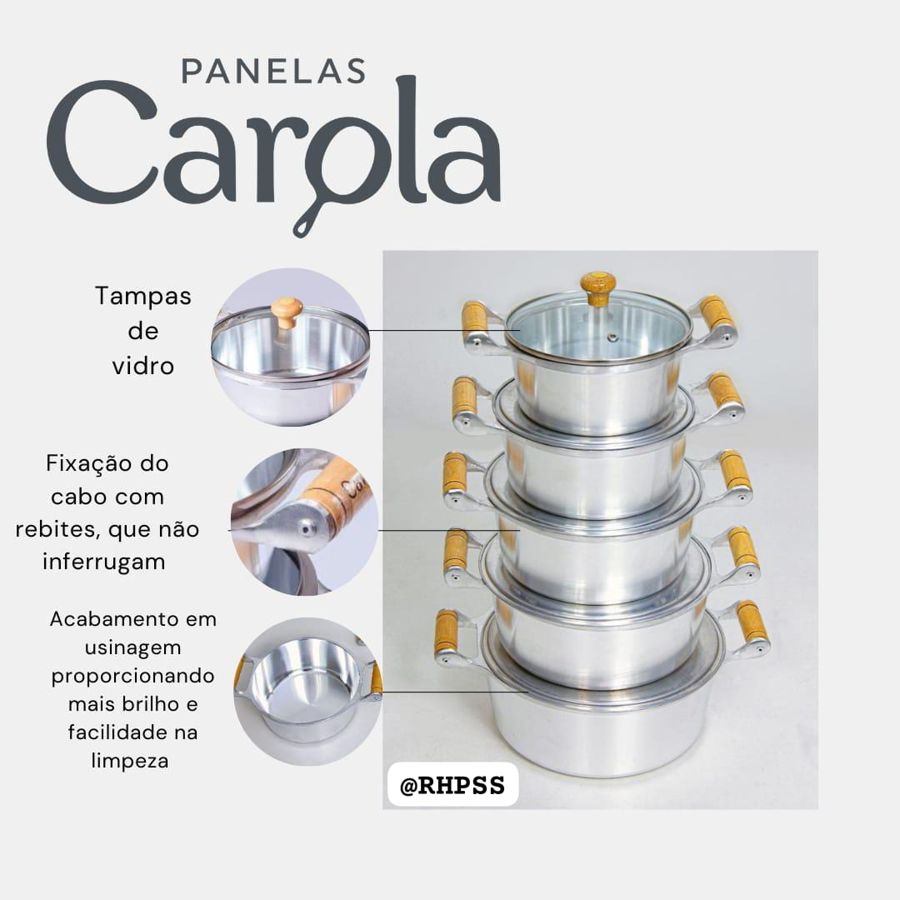 PANELAS
Carola
Tampas
de
vidro
Fixação do
cabo com
rebites, que não
inferrugam
Acabamento em
usinagem
proporcionando
mais brilho e
facilidade na
limpeza
@RHPSS